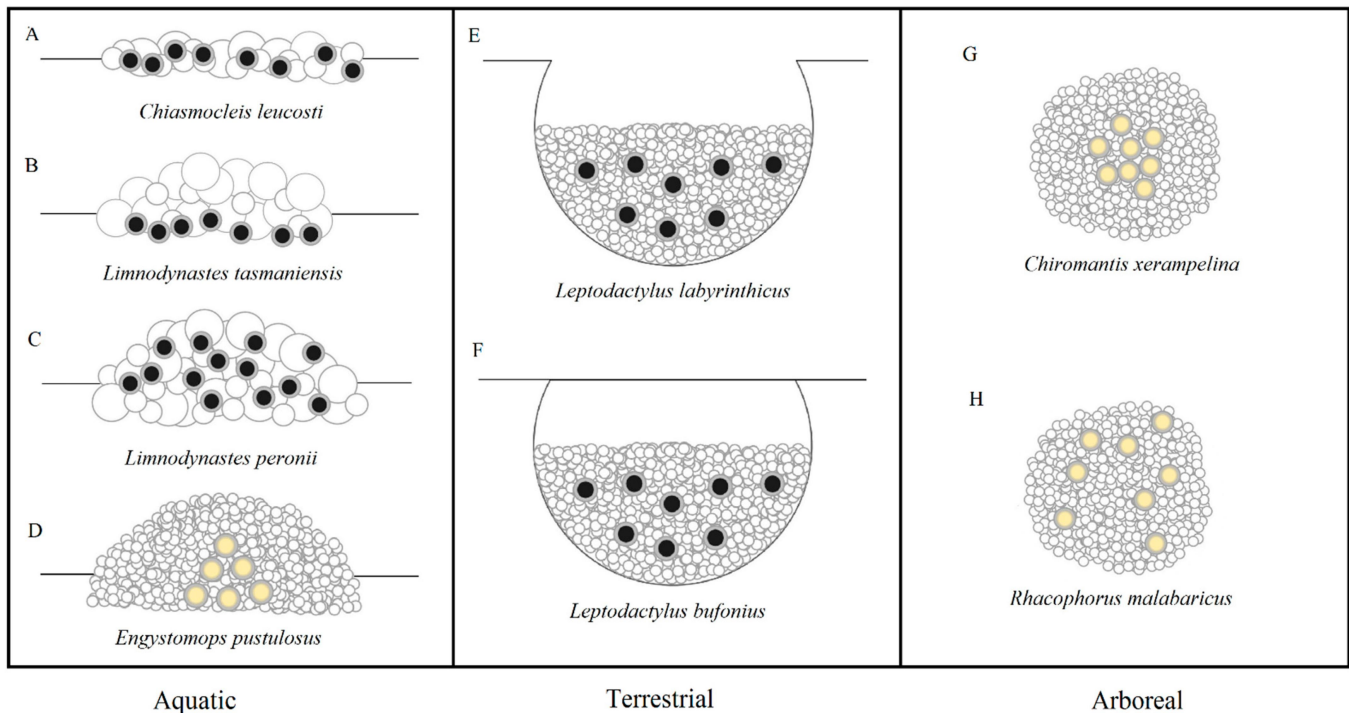 A
Chiasmocleis leucosti
B
Limnodynastes tasmaniensis
C
Limnodynastes peronii
D
Engystomops pustulosus
E
Leptodactylus labyrinthicus
F
Leptodactylus bufonius
G
Chiromantis xerampelina
H
Rhacophorus malabaricus
Aquatic
Terrestrial
Arboreal